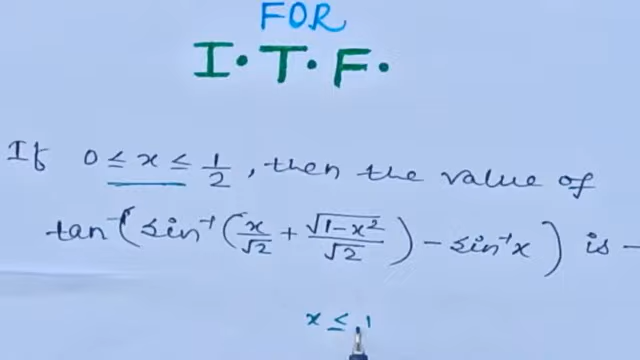 FOR
I.T.F.
If 0 ≤ x ≤ 1/2, then the value of
tan⁻¹(sin⁻¹(x/√2 + √(1-x²)/√2) - sin⁻¹x) is -
x ≤ 1